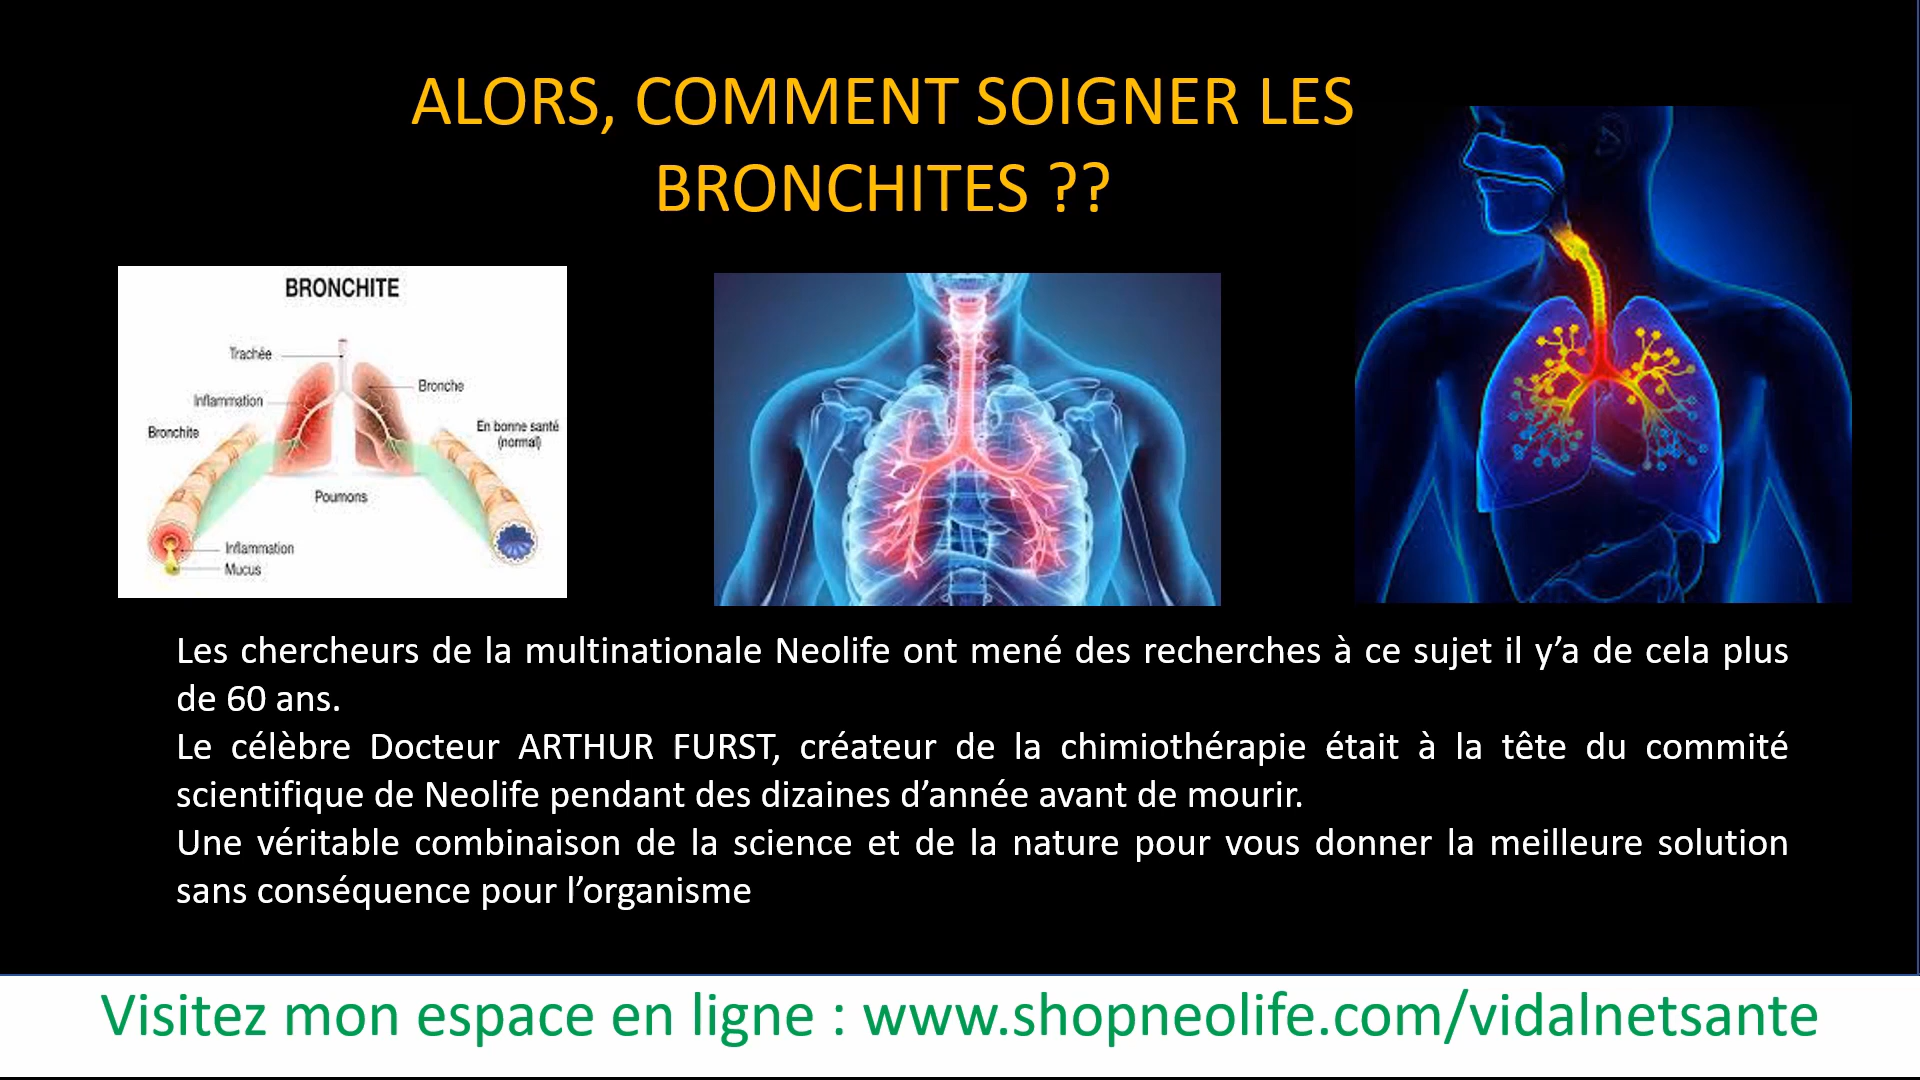 ALORS, COMMENT SOIGNER LES
BRONCHITES ??
BRONCHITE
Trachée
Bronche
Inflammation
Bronchite
En bonne santé
(normal)
Poumons
Inflammation
Mucus
Les chercheurs de la multinationale Neolife ont mené des recherches à ce sujet il y’a de cela plus
de 60 ans.
Le célèbre Docteur ARTHUR FURST, créateur de la chimiothérapie était à la tête du commité
scientifique de Neolife pendant des dizaines d’année avant de mourir.
Une véritable combinaison de la science et de la nature pour vous donner la meilleure solution
sans conséquence pour l’organisme
Visitez mon espace en ligne : www.shopneolife.com/vidalnetsante